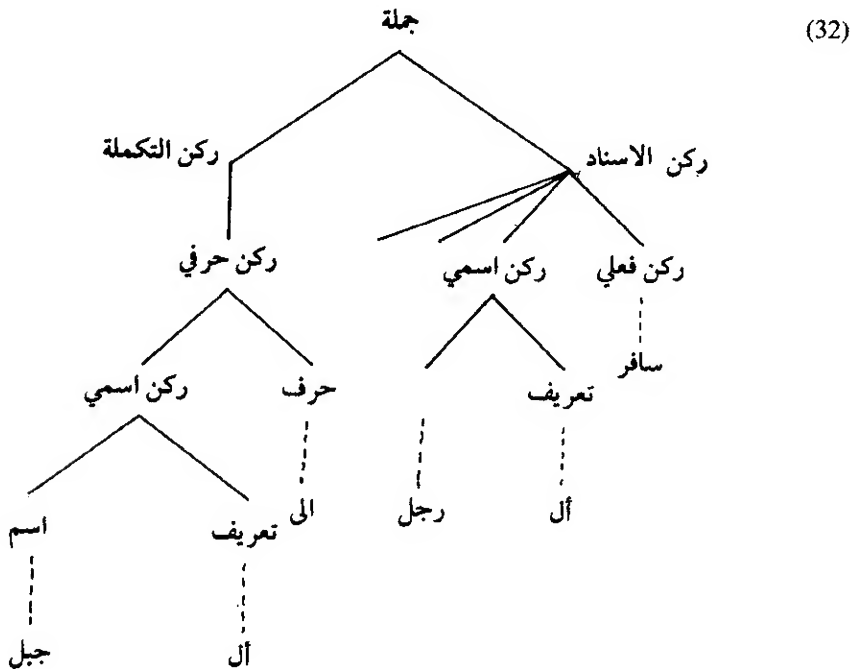 (32)
جملة
ركن الاسناد ركن التكملة
ركن فعلي ركن اسمي ركن حرفي
سافر
تعريف حرف ركن اسمي
أل رجل الى
تعريف اسم
أل جبل